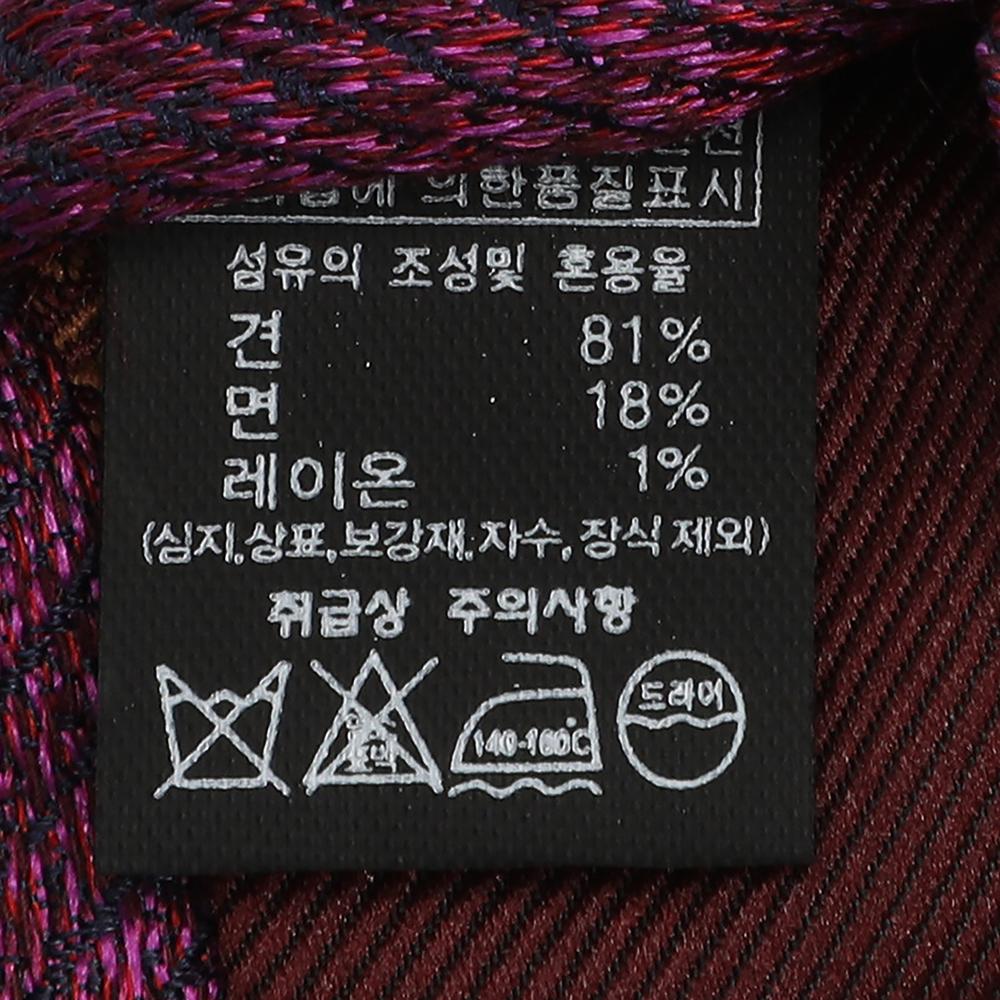 의한품질표시
섬유의 조성및 혼용율
견 81%
면 18%
레이온 1%
(심지,상표,보강재,자수,장식제외)
취급상 주의사항
140-160℃ 드라이